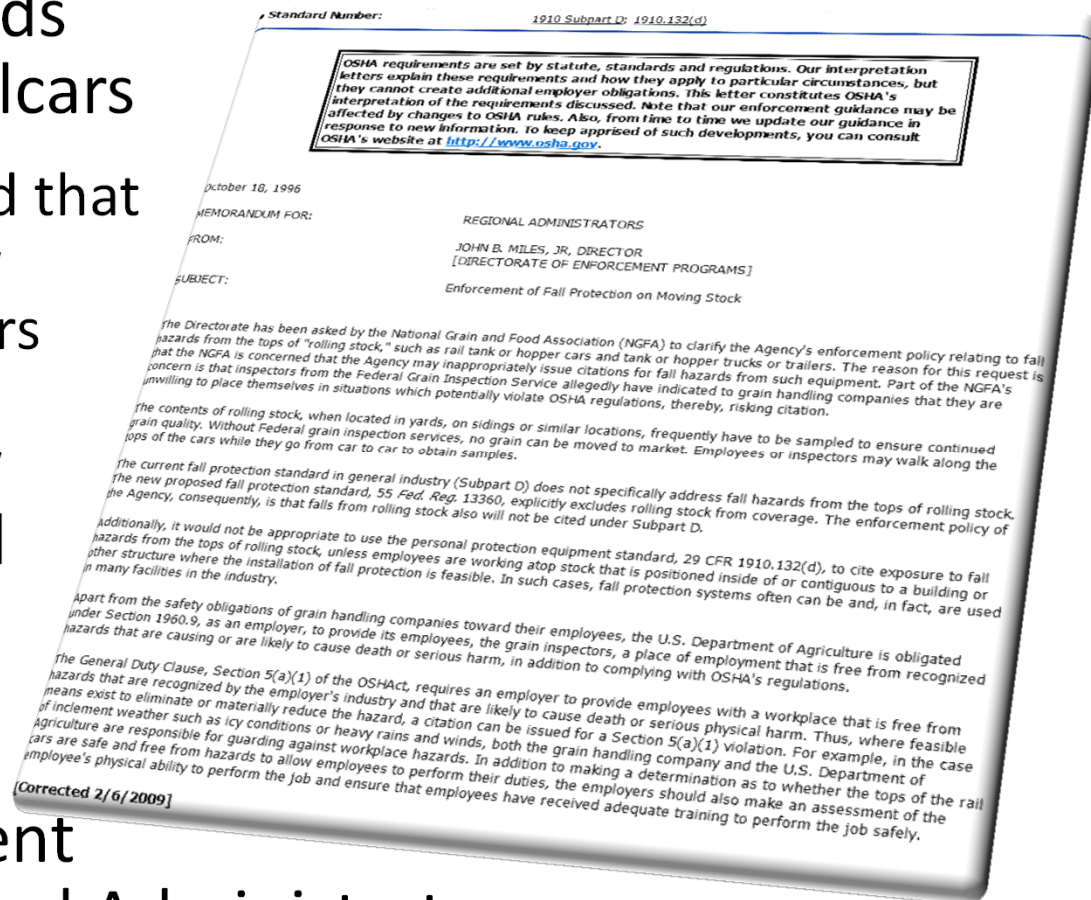 ds
lcars
d that
rs
l
ent
Standard Number: 1910 Subpart D; 1910.132(d)
OSHA requirements are set by statute, standards and regulations. Our interpretation
letters explain these requirements and how they apply to particular circumstances, but
they cannot create additional employer obligations. This letter constitutes OSHA's
interpretation of the requirements discussed. Note that our enforcement guidance may be
affected by changes to OSHA rules. Also, from time to time we update our guidance in
response to new information. To keep apprised of such developments, you can consult
OSHA's website at http://www.osha.gov.
October 18, 1996
MEMORANDUM FOR: REGIONAL ADMINISTRATORS
FROM: JOHN B. MILES, JR, DIRECTOR
[DIRECTORATE OF ENFORCEMENT PROGRAMS]
SUBJECT: Enforcement of Fall Protection on Moving Stock
The Directorate has been asked by the National Grain and Food Association (NGFA) to clarify the Agency's enforcement policy relating to fall
hazards from the tops of "rolling stock," such as rail tank or hopper cars and tank or hopper trucks or trailers. The reason for this request is
that the NGFA is concerned that the Agency may inappropriately issue citations for fall hazards from such equipment. Part of the NGFA's
concern is that inspectors from the Federal Grain Inspection Service allegedly have indicated to grain handling companies that they are
unwilling to place themselves in situations which potentially violate OSHA regulations, thereby, risking citation.
The contents of rolling stock, when located in yards, on sidings or similar locations, frequently have to be sampled to ensure continued
grain quality. Without Federal grain inspection services, no grain can be moved to market. Employees or inspectors may walk along the
tops of the cars while they go from car to car to obtain samples.
The current fall protection standard in general industry (Subpart D) does not specifically address fall hazards from the tops of rolling stock.
The new proposed fall protection standard, 55 Fed. Reg. 13360, explicitly excludes rolling stock from coverage. The enforcement policy of
the Agency, consequently, is that falls from rolling stock also will not be cited under Subpart D.
Additionally, it would not be appropriate to use the personal protection equipment standard, 29 CFR 1910.132(d), to cite exposure to fall
hazards from the tops of rolling stock, unless employees are working atop stock that is positioned inside of or contiguous to a building or
other structure where the installation of fall protection is feasible. In such cases, fall protection systems often can be and, in fact, are used
in many facilities in the industry.
Apart from the safety obligations of grain handling companies toward their employees, the U.S. Department of Agriculture is obligated
under Section 1960.9, as an employer, to provide its employees, the grain inspectors, a place of employment that is free from recognized
hazards that are causing or are likely to cause death or serious harm, in addition to complying with OSHA's regulations.
The General Duty Clause, Section 5(a)(1) of the OSHAct, requires an employer to provide employees with a workplace that is free from
hazards that are recognized by the employer's industry and that are likely to cause death or serious physical harm. Thus, where feasible
means exist to eliminate or materially reduce the hazard, a citation can be issued for a Section 5(a)(1) violation. For example, in the case
of inclement weather such as icy conditions or heavy rains and winds, both the grain handling company and the U.S. Department of
Agriculture are responsible for guarding against workplace hazards. In addition to making a determination as to whether the tops of the rail
cars are safe and free from hazards to allow employees to perform their duties, the employers should also make an assessment of the
employee's physical ability to perform the job and ensure that employees have received adequate training to perform the job safely.
[Corrected 2/6/2009]